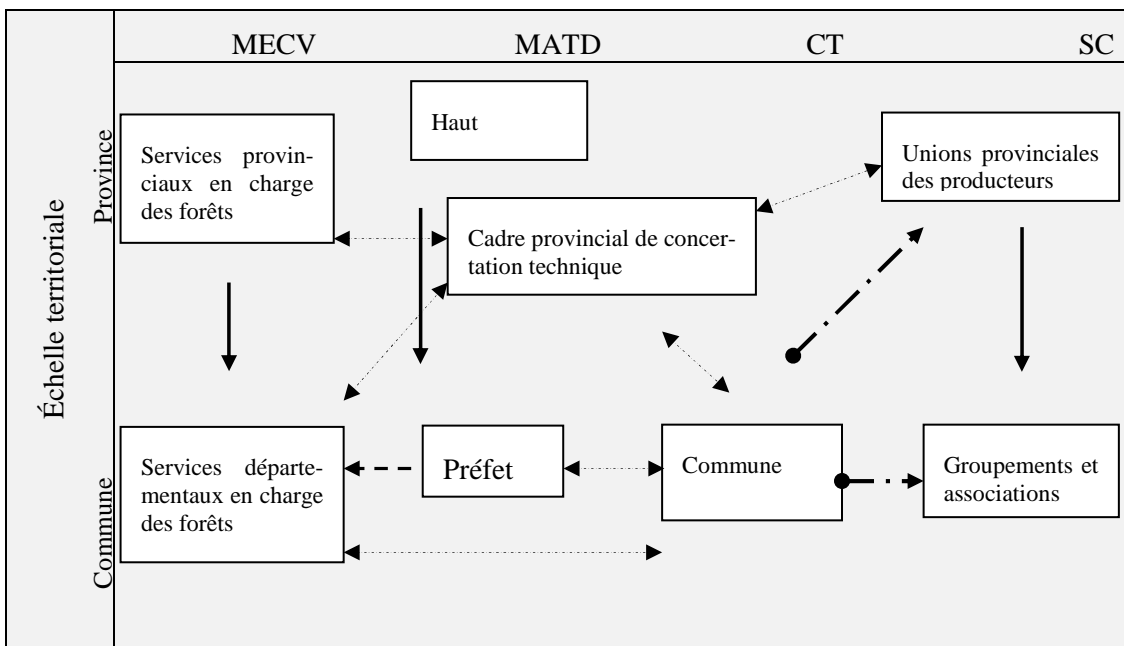 MECV MATD CT SC
Échelle territoriale
Province
Haut
Services provin-
ciaux en charge
des forêts
Unions provinciales
des producteurs
Cadre provincial de concer-
tation technique
Commune
Services départe-
mentaux en charge
des forêts
Préfet
Commune
Groupements et
associations